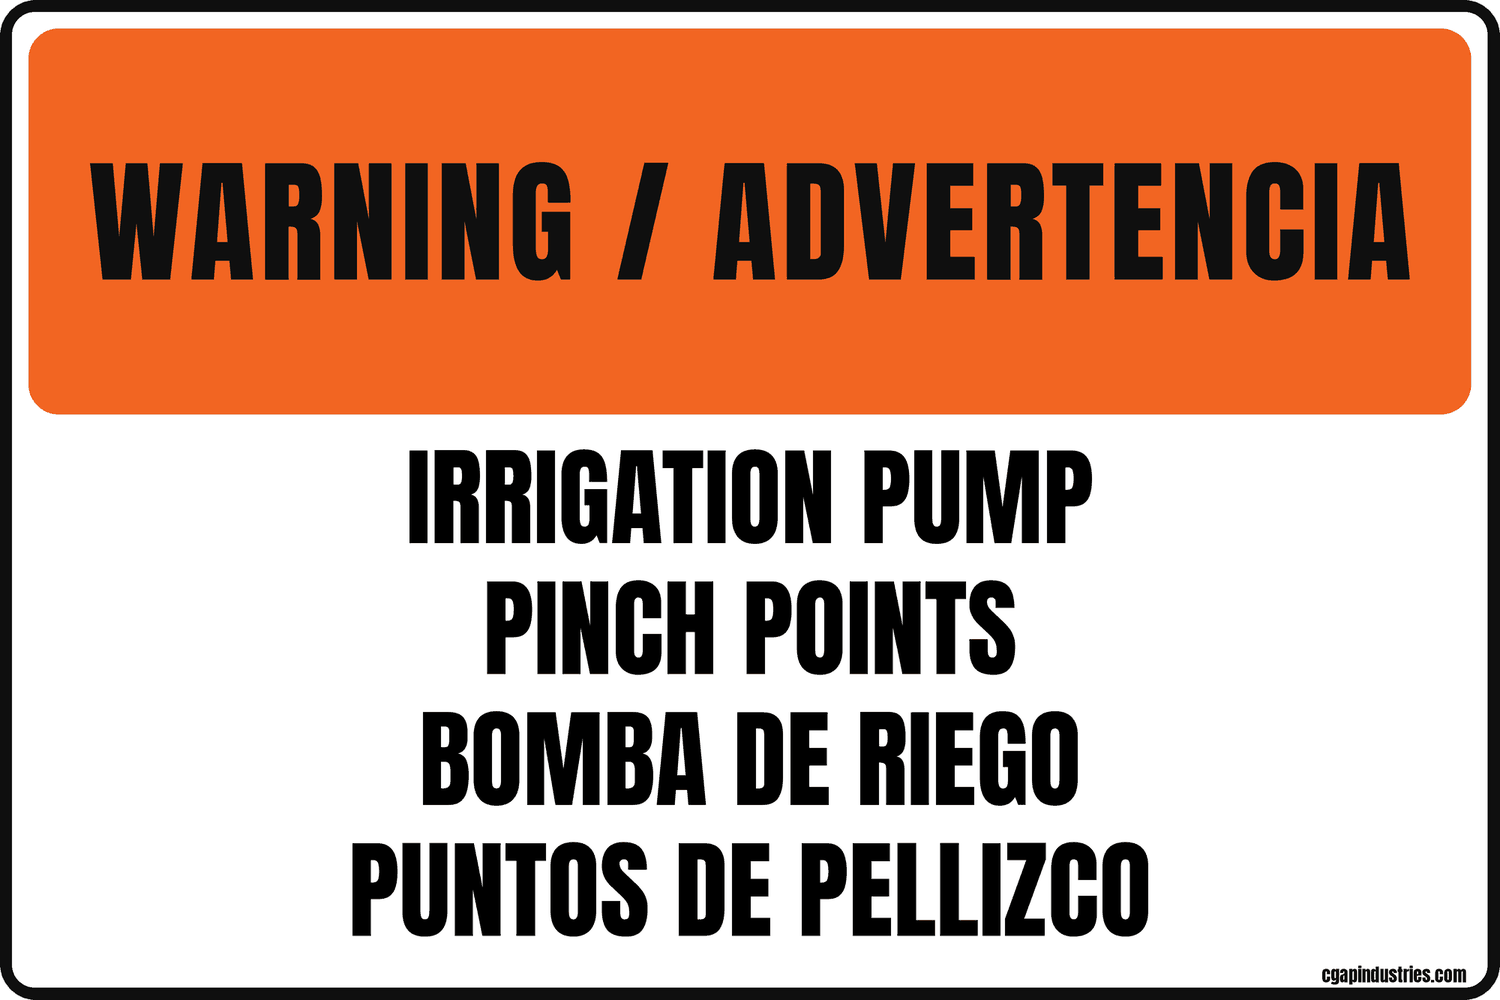 WARNING / ADVERTENCIA
IRRIGATION PUMP
PINCH POINTS
BOMBA DE RIEGO
PUNTOS DE PELLIZCO
cgapindustries.com